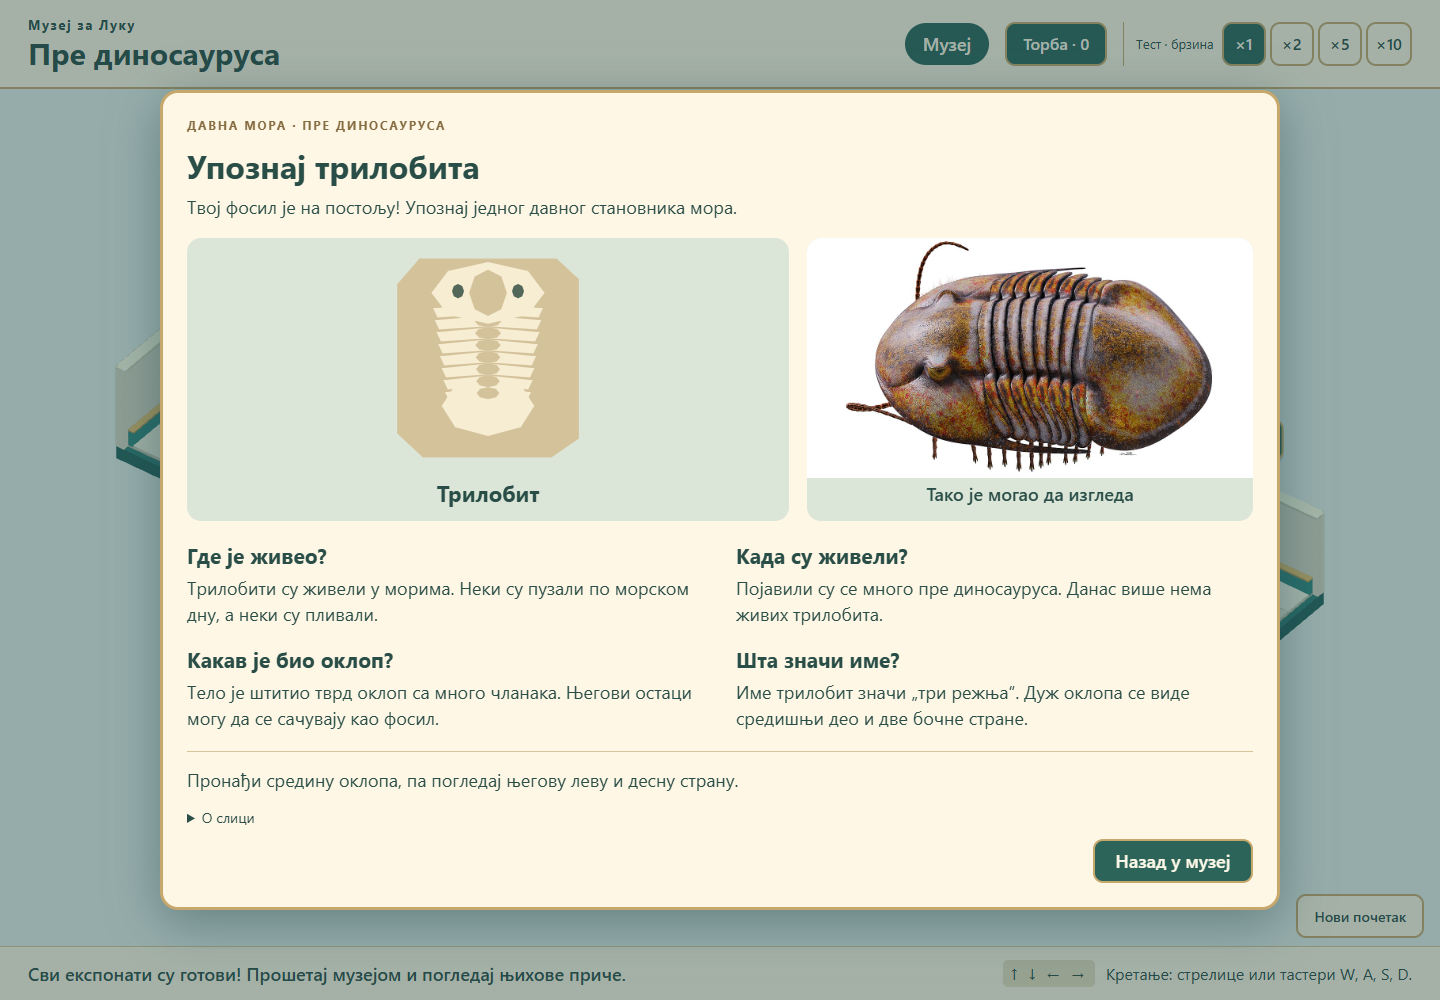 Музеј за Луку
Пре диносауруса
Музеј
Торба · 0
Тест · брзина
×1
×2
×5
×10
ДАВНА МОРА · ПРЕ ДИНОСАУРУСА
Упознај трилобита
Твој фосил је на постољу! Упознај једног давног становника мора.
Трилобит
Тако је могао да изгледа
Где је живео?
Трилобити су живели у морима. Неки су пузали по морском
дну, а неки су пливали.
Када су живели?
Појавили су се много пре диносауруса. Данас више нема
живих трилобита.
Какав је био оклоп?
Тело је штитио тврд оклоп са много чланака. Његови остаци
могу да се сачувају као фосил.
Шта значи име?
Име трилобит значи „три режња“. Дуж оклопа се виде
средишњи део и две бочне стране.
Пронађи средину оклопа, па погледај његову леву и десну страну.
▶ О слици
Назад у музеј
Нови почетак
Сви експонати су готови! Прошетај музејом и погледај њихове приче.
↑ ↓ ← →
Кретање: стрелице или тастери W, A, S, D.